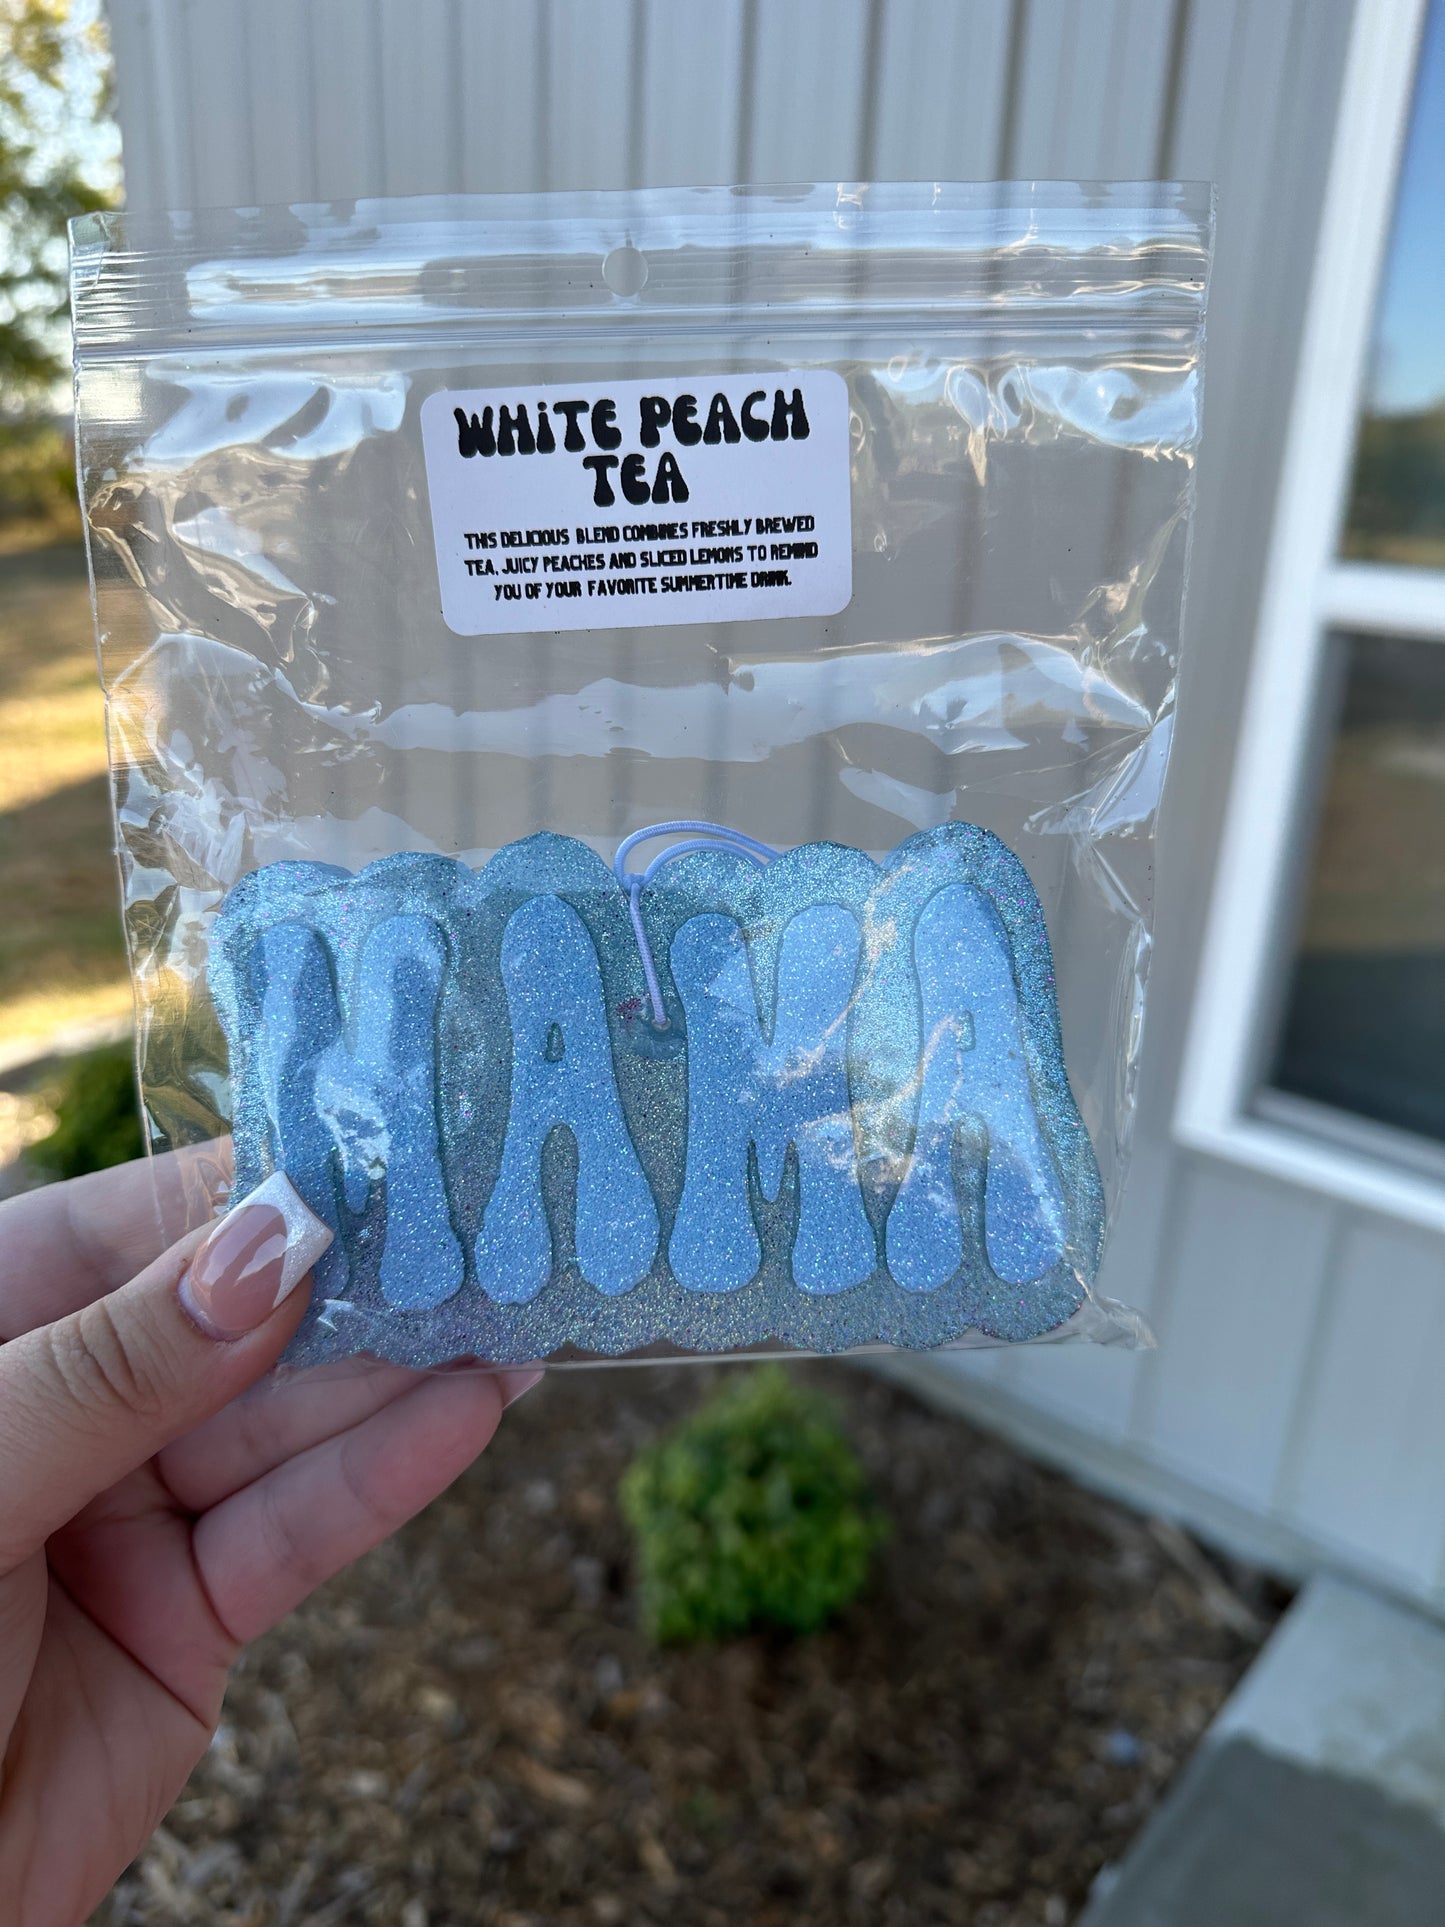 WHiTE PEACH
TEA
THIS DELICIOUS BLEND COMBINES FRESHLY BREWED
TEA, JUICY PEACHES AND SLICED LEMONS TO REMIND
YOU OF YOUR FAVORITE SUMMERTIME DRINK.
MAMA